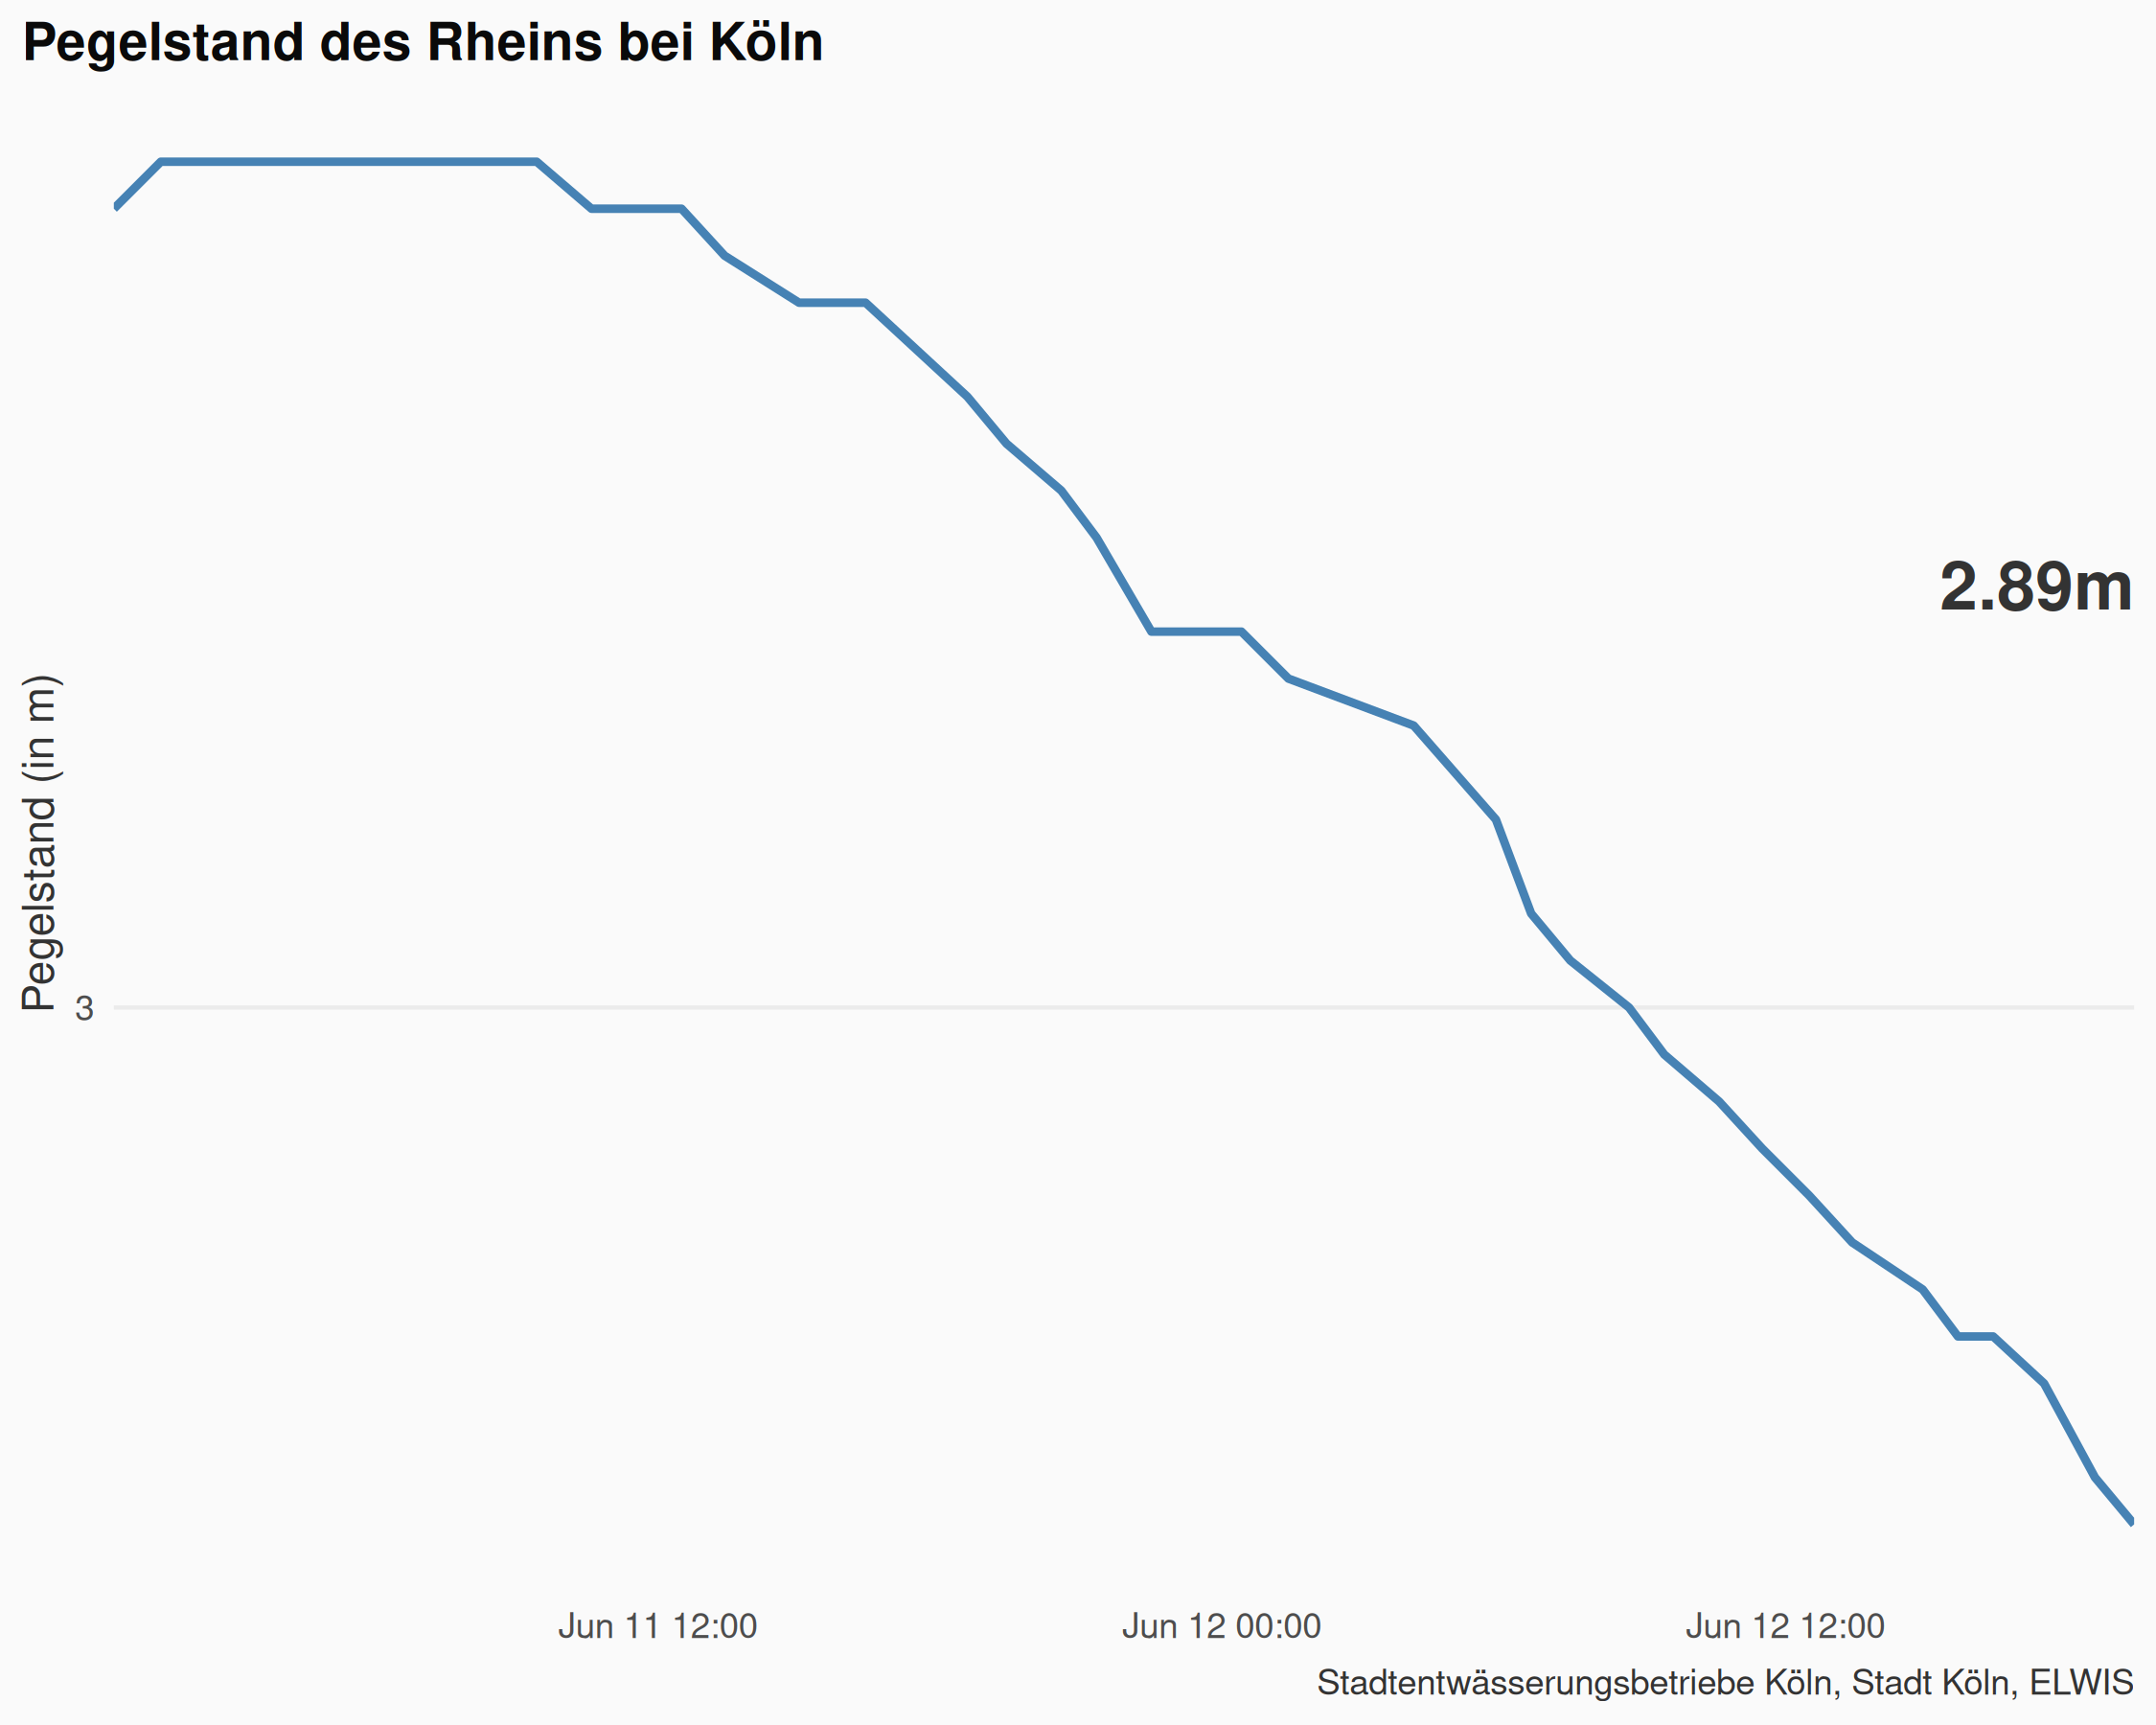 Pegelstand des Rheins bei Köln
2.89m
Pegelstand (in m)
3
Jun 11 12:00
Jun 12 00:00
Jun 12 12:00
Stadtentwässerungsbetriebe Köln, Stadt Köln, ELWIS